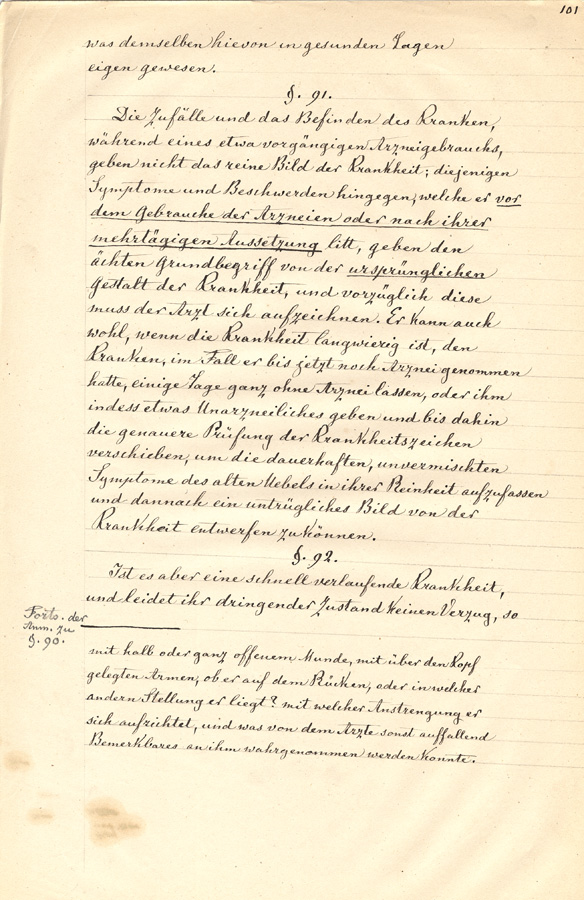 101
was demselben hievon in gesunden Tagen
eigen gewesen.
§. 91.
Die Zufälle und das Befinden des Kranken,
während eines etwa vorgängigen Arzneigebrauchs,
geben nicht das reine Bild der Krankheit; diejenigen
Symptome und Beschwerden hingegen, welche er vor
dem Gebrauche der Arzneien oder nach ihrer
mehrtägigen Aussetzung litt, geben den
ächten Grundbegriff von der ursprünglichen
Gestalt der Krankheit, und vorzüglich diese
muss der Arzt sich aufzeichnen. Er kann auch
wohl, wenn die Krankheit langwierig ist, den
Kranken, im Fall er bis jetzt noch Arznei genommen
hatte, einige Tage ganz ohne Arznei lassen, oder ihm
indess etwas Unarzneiliches geben und bis dahin
die genauere Prüfung der Krankheitszeichen
verschieben, um die dauerhaften, unvermischten
Symptome des alten Uebels in ihrer Reinheit aufzufassen
und dannach ein untrügliches Bild von der
Krankheit entwerfen zu können.
§. 92.
Ist es aber eine schnell verlaufende Krankheit,
und leidet ihr dringender Zustand keinen Verzug, so
Forts. der
Anm. zu
§. 90.
mit halb oder ganz offenem Munde, mit über den Kopf
gelegten Armen, ob er auf dem Rücken, oder in welcher
andern Stellung er liegt? mit welcher Anstrengung er
sich aufrichtet, und was von dem Arzte sonst auffallend
Bemerkbares an ihm wahrgenommen werden konnte.